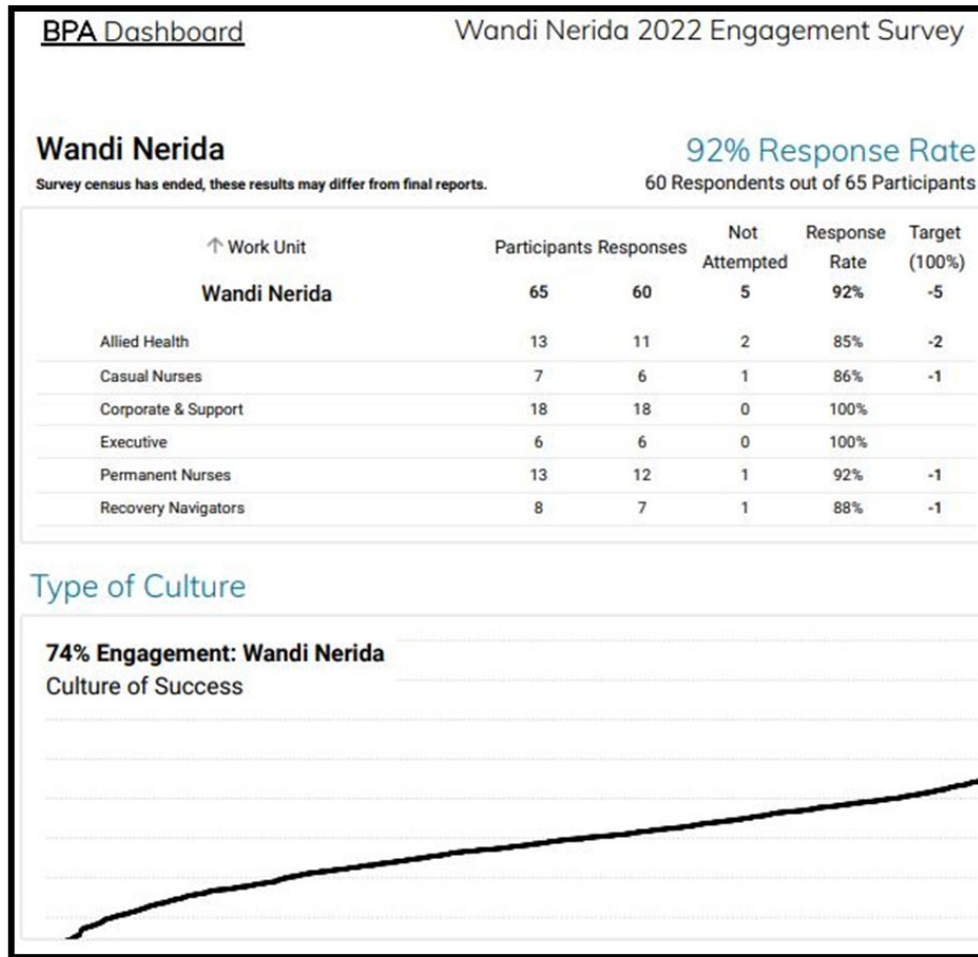 BPA Dashboard Wandi Nerida 2022 Engagement Survey
Wandi Nerida 92% Response Rate
Survey census has ended, these results may differ from final reports. 60 Respondents out of 65 Participants
↑ Work Unit Participants Responses Not Attempted Response Rate Target (100%)
Wandi Nerida 65 60 5 92% -5
Allied Health 13 11 2 85% -2
Casual Nurses 7 6 1 86% -1
Corporate & Support 18 18 0 100%
Executive 6 6 0 100%
Permanent Nurses 13 12 1 92% -1
Recovery Navigators 8 7 1 88% -1
Type of Culture
74% Engagement: Wandi Nerida
Culture of Success